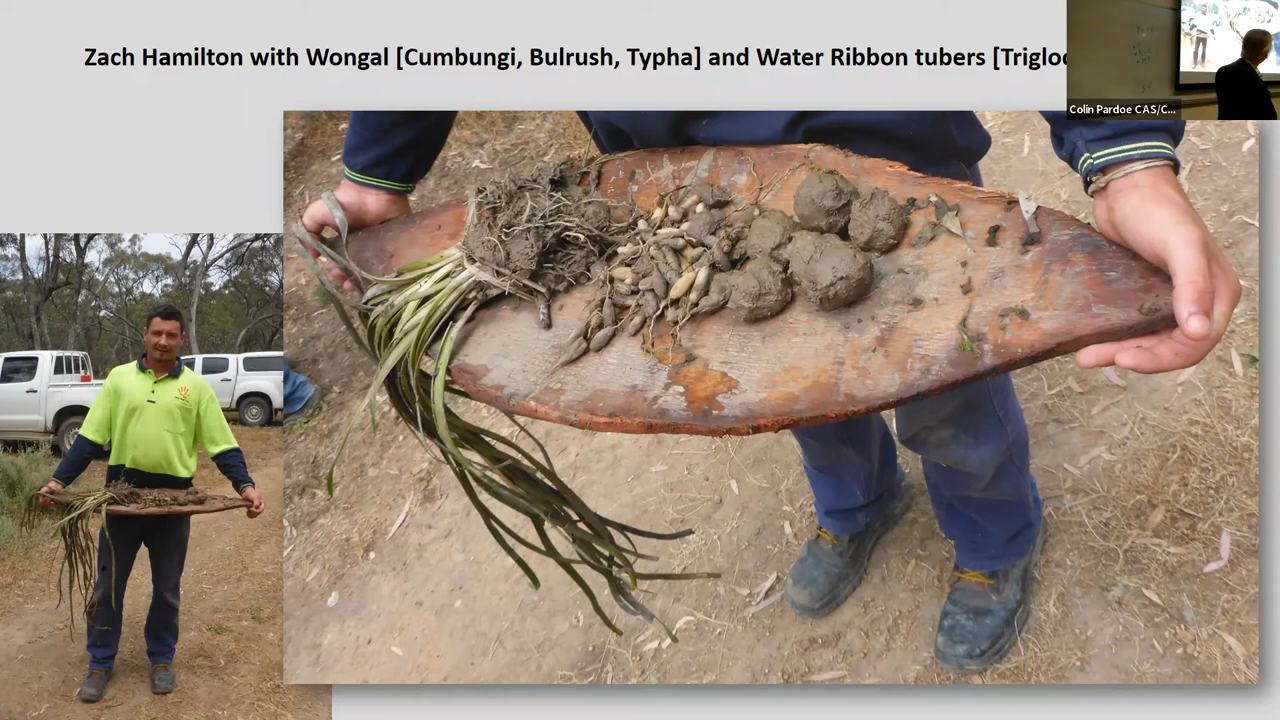 Zach Hamilton with Wongal [Cumbungi, Bulrush, Typha] and Water Ribbon tubers [Trigloc
Colin Pardoe CAS/C...